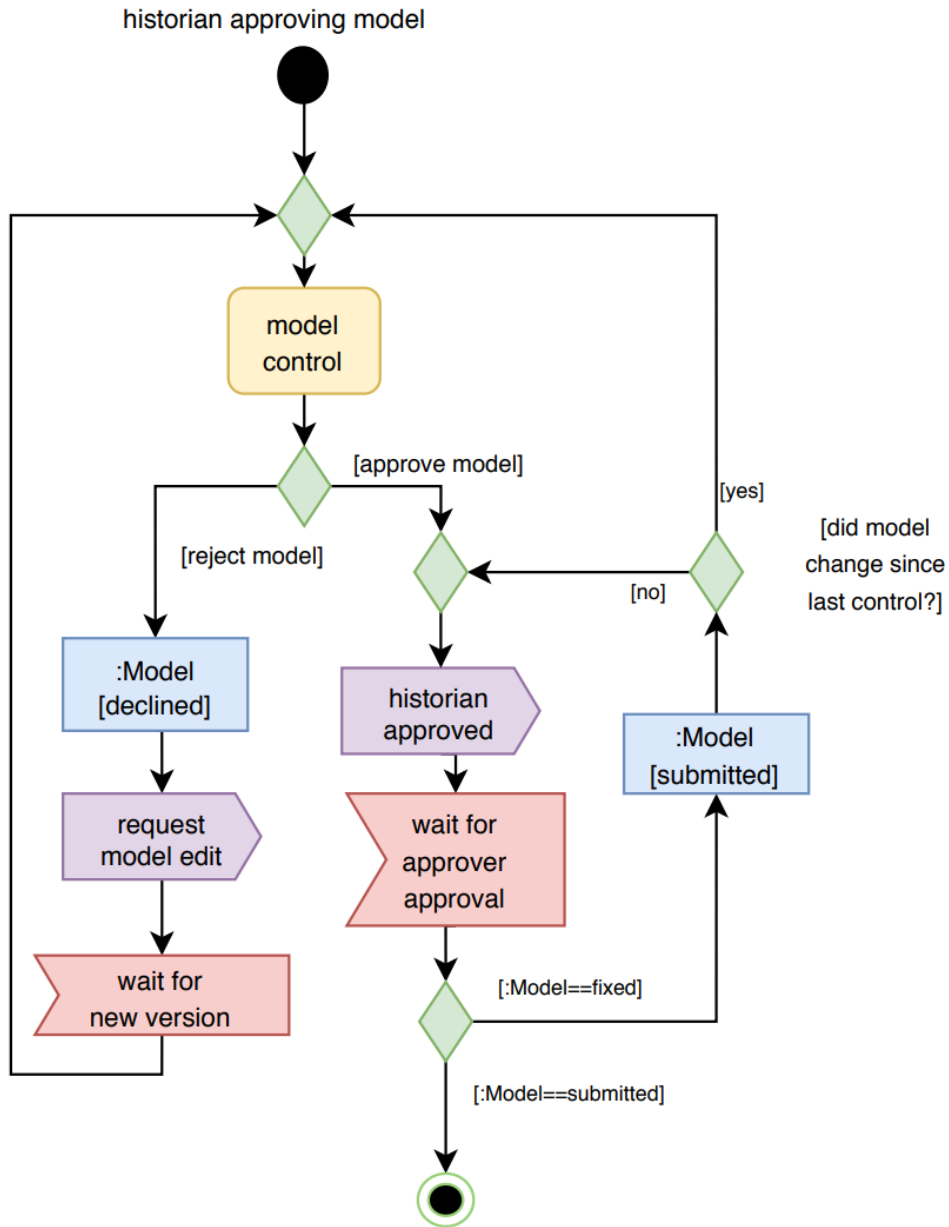 historian approving model
model
control
[approve model]
[reject model]
[yes]
[did model
change since
last control?]
[no]
:Model
[declined]
historian
approved
:Model
[submitted]
request
model edit
wait for
approver
approval
wait for
new version
[:Model==fixed]
[:Model==submitted]